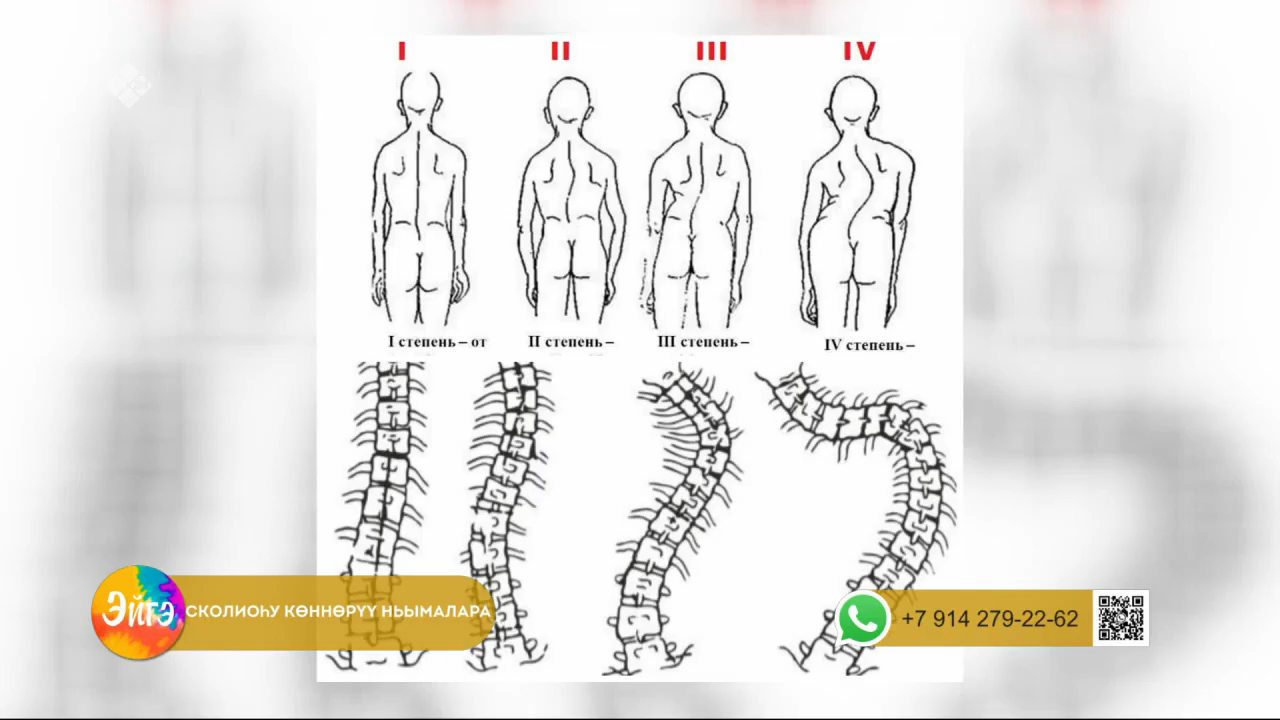 I II III IV
I степень – от II степень – III степень – IV степень –
Эйгэ
СКОЛИОҺУ КӨННӨРҮҮ НЬЫМАЛАРА
+7 914 279-22-62